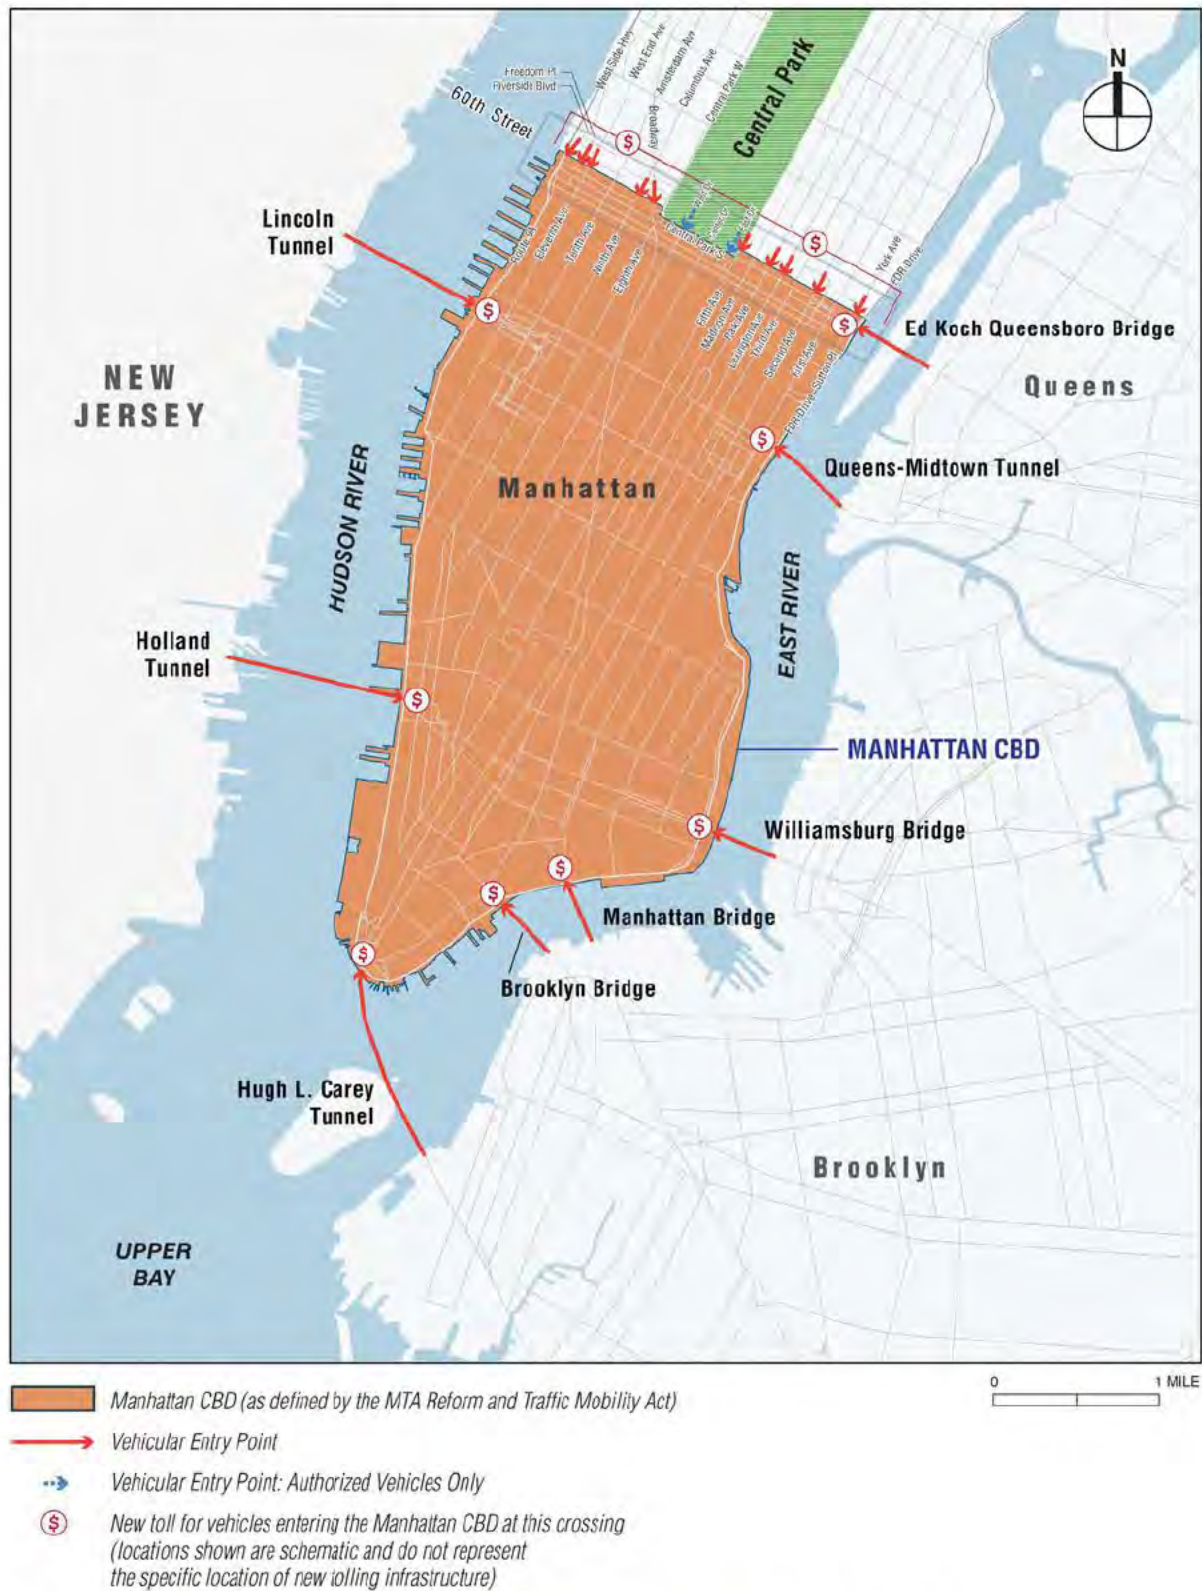 N
West Side Hwy
West End Ave
Amsterdam Ave
Columbus Ave
Central Park W
Broadway
Freedom Pl
Riverside Blvd
60th Street
Central Park
$
$
Lincoln
Tunnel
Route 9A
Eleventh Ave
Tenth Ave
Ninth Ave
Eighth Ave
Central Park S
York Ave
FDR Drive
Fifth Ave
Madison Ave
Park Ave
Lexington Ave
Third Ave
Second Ave
First Ave
FDR Drive
Sutton Pl
$
$
Ed Koch Queensboro Bridge
NEW
JERSEY
Queens
$
Queens-Midtown Tunnel
Manhattan
HUDSON RIVER
EAST RIVER
Holland
Tunnel
$
MANHATTAN CBD
$
Williamsburg Bridge
$
$
Manhattan Bridge
$
Brooklyn Bridge
Hugh L. Carey
Tunnel
Brooklyn
UPPER
BAY
0 1 MILE
Manhattan CBD (as defined by the MTA Reform and Traffic Mobility Act)
Vehicular Entry Point
Vehicular Entry Point: Authorized Vehicles Only
$ New toll for vehicles entering the Manhattan CBD at this crossing
(locations shown are schematic and do not represent
the specific location of new tolling infrastructure)